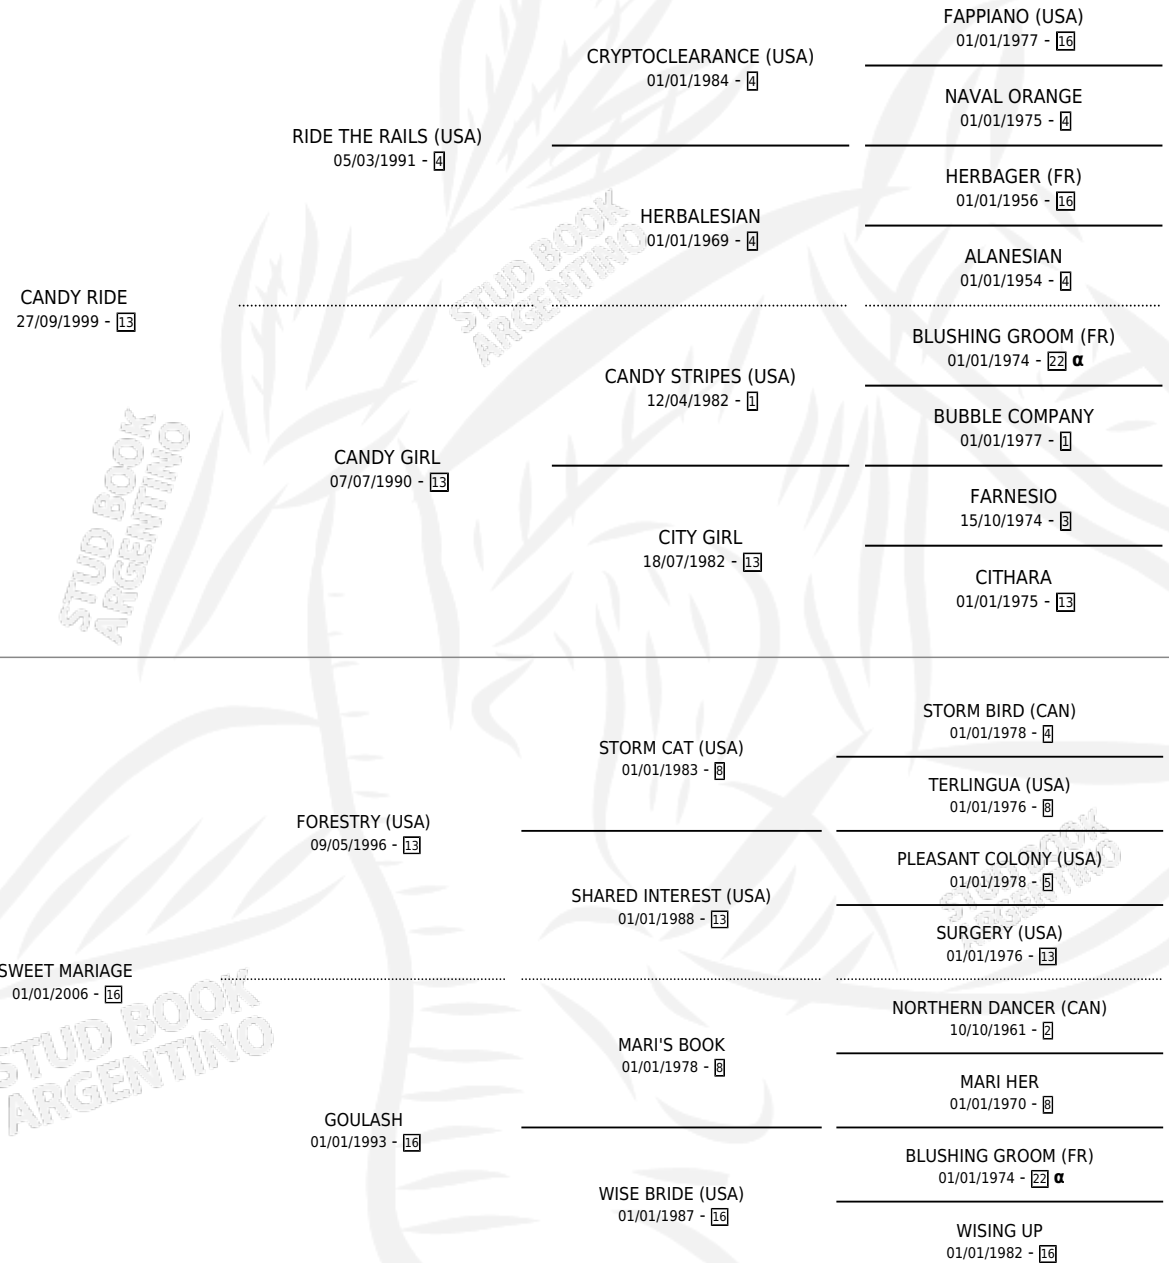 FAPPIANO (USA)
01/01/1977 - 16
CRYPTOCLEARANCE (USA)
01/01/1984 - 4
NAVAL ORANGE
01/01/1975 - 4
RIDE THE RAILS (USA)
05/03/1991 - 4
HERBAGER (FR)
01/01/1956 - 16
HERBALESIAN
01/01/1969 - 4
ALANESIAN
01/01/1954 - 4
CANDY RIDE
27/09/1999 - 13
BLUSHING GROOM (FR)
01/01/1974 - 22 α
CANDY STRIPES (USA)
12/04/1982 - 1
BUBBLE COMPANY
01/01/1977 - 1
CANDY GIRL
07/07/1990 - 13
FARNESIO
15/10/1974 - 3
CITY GIRL
18/07/1982 - 13
CITHARA
01/01/1975 - 13
STORM BIRD (CAN)
01/01/1978 - 4
STORM CAT (USA)
01/01/1983 - 8
TERLINGUA (USA)
01/01/1976 - 8
FORESTRY (USA)
09/05/1996 - 13
PLEASANT COLONY (USA)
01/01/1978 - 5
SHARED INTEREST (USA)
01/01/1988 - 13
SURGERY (USA)
01/01/1976 - 13
SWEET MARIAGE
01/01/2006 - 16
NORTHERN DANCER (CAN)
10/10/1961 - 2
MARI'S BOOK
01/01/1978 - 8
MARI HER
01/01/1970 - 8
GOULASH
01/01/1993 - 16
BLUSHING GROOM (FR)
01/01/1974 - 22 α
WISE BRIDE (USA)
01/01/1987 - 16
WISING UP
01/01/1982 - 16
STUD BOOK
ARGENTINO
STUD BOOK
ARGENTINO
STUD BOOK
ARGENTINO
STUD BOOK
ARGENTINO